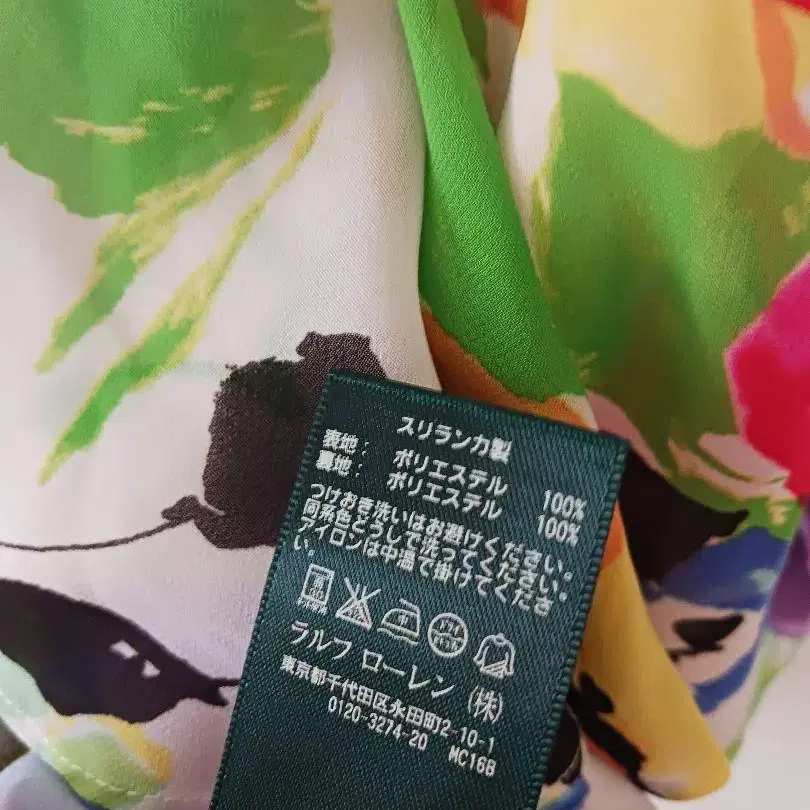 スリランカ製
表地: ポリエステル 100%
裏地: ポリエステル 100%
つけおき洗いはお避けください。
同系色どうしで洗ってください。
アイロンは中温で掛けてくださ
い。
ラルフ ローレン (株)
東京都千代田区永田町2-10-1
0120-3274-20 MC16B